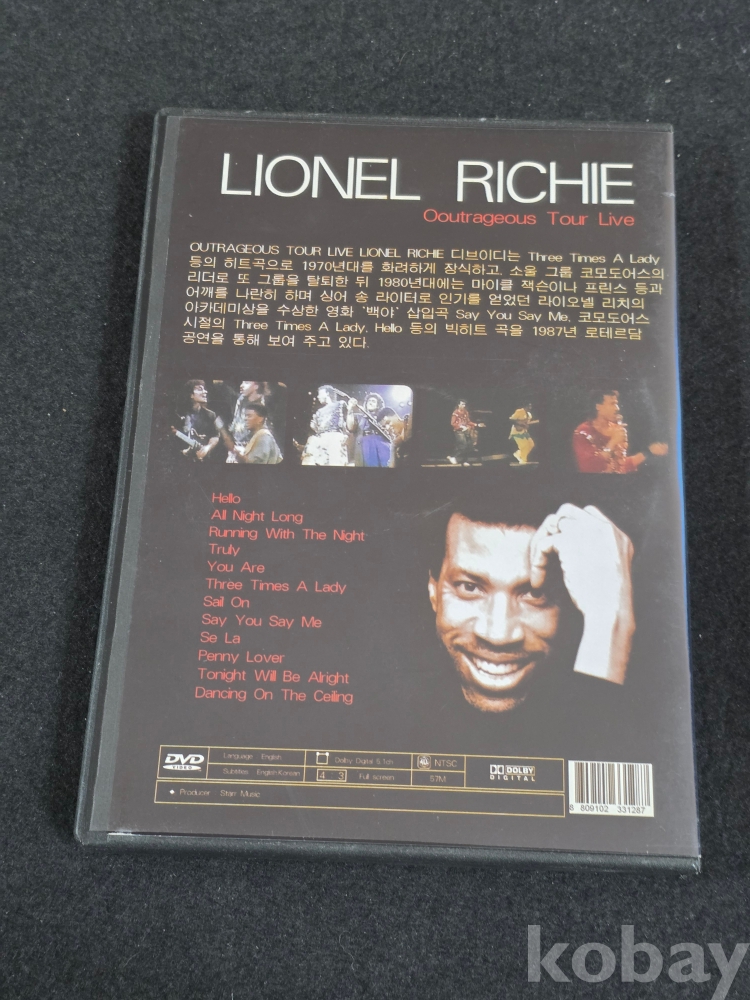 LIONEL RICHIE
Ooutrageous Tour Live
OUTRAGEOUS TOUR LIVE LIONEL RICHIE 디브이디는 Three Times A Lady
등의 히트곡으로 1970년대를 화려하게 장식하고, 소울 그룹 코모도어스의
리더로 또 그룹을 탈퇴한 뒤 1980년대에는 마이클 잭슨이나 프린스 등과
어깨를 나란히 하며 싱어 송 라이터로 인기를 얻었던 라이오넬 리치의
아카데미상을 수상한 영화 '백야' 삽입곡 Say You Say Me, 코모도어스
시절의 Three Times A Lady, Hello 등의 빅히트 곡을 1987년 로테르담
공연을 통해 보여 주고 있다.
Hello
All Night Long
Running With The Night
Truly
You Are
Three Times A Lady
Sail On
Say You Say Me
Se La
Penny Lover
Tonight Will Be Alright
Dancing On The Ceiling
DVD VIDEO
Language English
Dolby Digital 5.1ch
NTSC
DOLBY DIGITAL
Subtitles English.Korean
4 : 3
Full screen
57M
Producer Starr Music
8 809102 331287
kobay